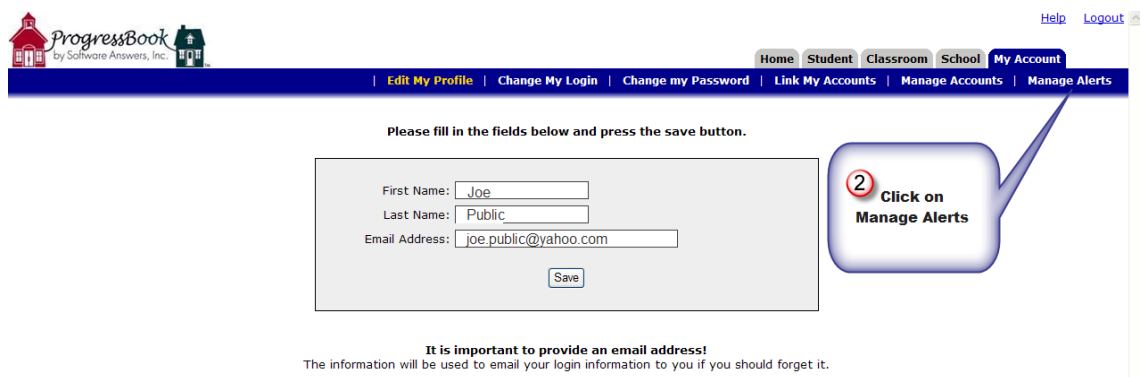 Help Logout
ProgressBook
by Software Answers, Inc.
Home Student Classroom School My Account
| Edit My Profile | Change My Login | Change my Password | Link My Accounts | Manage Accounts | Manage Alerts
Please fill in the fields below and press the save button.
First Name: Joe
Last Name: Public
Email Address: joe.public@yahoo.com
Save
2
Click on
Manage Alerts
It is important to provide an email address!
The information will be used to email your login information to you if you should forget it.